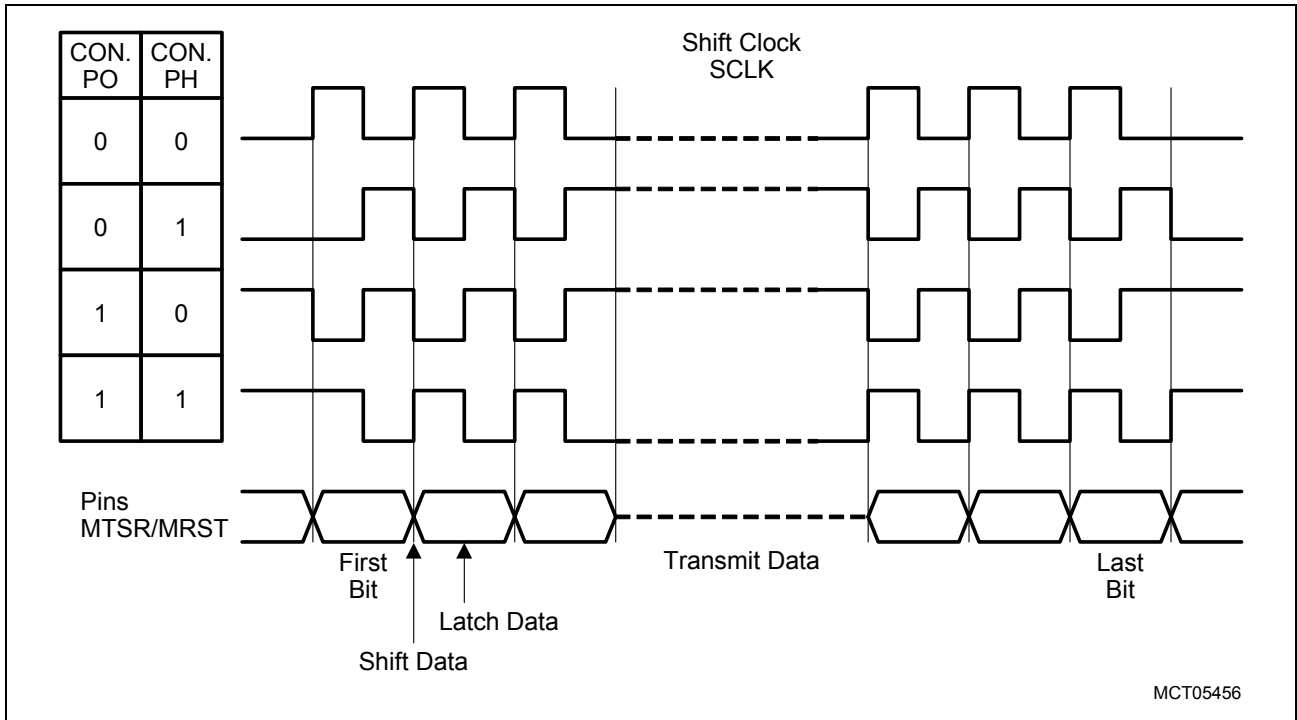 CON. PO CON. PH
0 0
0 1
1 0
1 1
Shift Clock
SCLK
Pins
MTSR/MRST
First
Bit
Transmit Data
Last
Bit
Latch Data
Shift Data
MCT05456